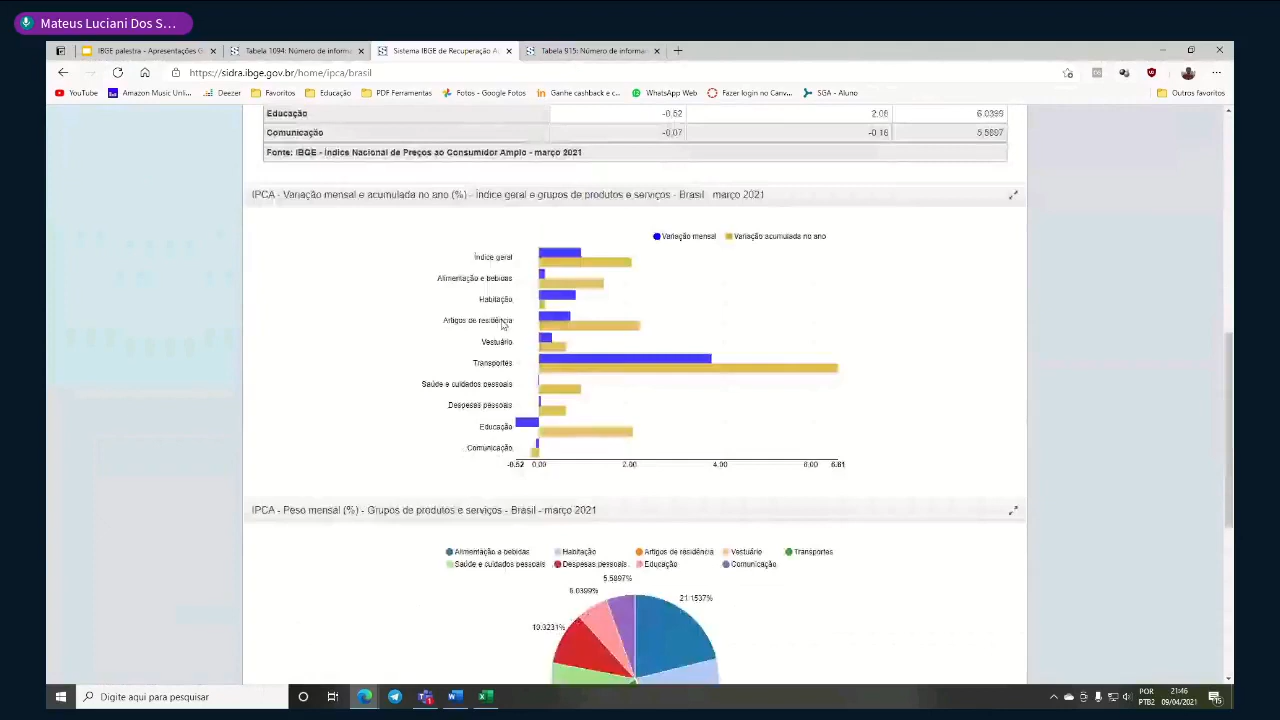 Mateus Luciani Dos S...
IBGE palestra - Apresentações G
Tabela 1094: Número de informa
Sistema IBGE de Recuperação Au
Tabela 915: Número de informa
https://sidra.ibge.gov.br/home/ipca/brasil
YouTube
Amazon Music Unli...
Deezer
Favoritos
Educação
PDF Ferramentas
Fotos - Google Fotos
Ganhe cashback e c...
WhatsApp Web
Fazer login no Canv...
SGA - Aluno
Outros favoritos
Educação -0.52 2.08 6.0399
Comunicação -0.07 -0.18 5.5897
Fonte: IBGE - Índice Nacional de Preços ao Consumidor Amplo - março 2021
IPCA - Variação mensal e acumulada no ano (%) - Índice geral e grupos de produtos e serviços - Brasil - março 2021
Variação mensal Variação acumulada no ano
Índice geral
Alimentação e bebidas
Habitação
Artigos de residência
Vestuário
Transportes
Saúde e cuidados pessoais
Despesas pessoais
Educação
Comunicação
-0.52 0.00 2.00 4.00 6.00 6.81
IPCA - Peso mensal (%) - Grupos de produtos e serviços - Brasil - março 2021
Alimentação e bebidas Habitação Artigos de residência Vestuário Transportes
Saúde e cuidados pessoais Despesas pessoais Educação Comunicação
5.5897%
6.0399%
21.1537%
10.3231%
Digite aqui para pesquisar
POR
PTB2
21:46
09/04/2021
15